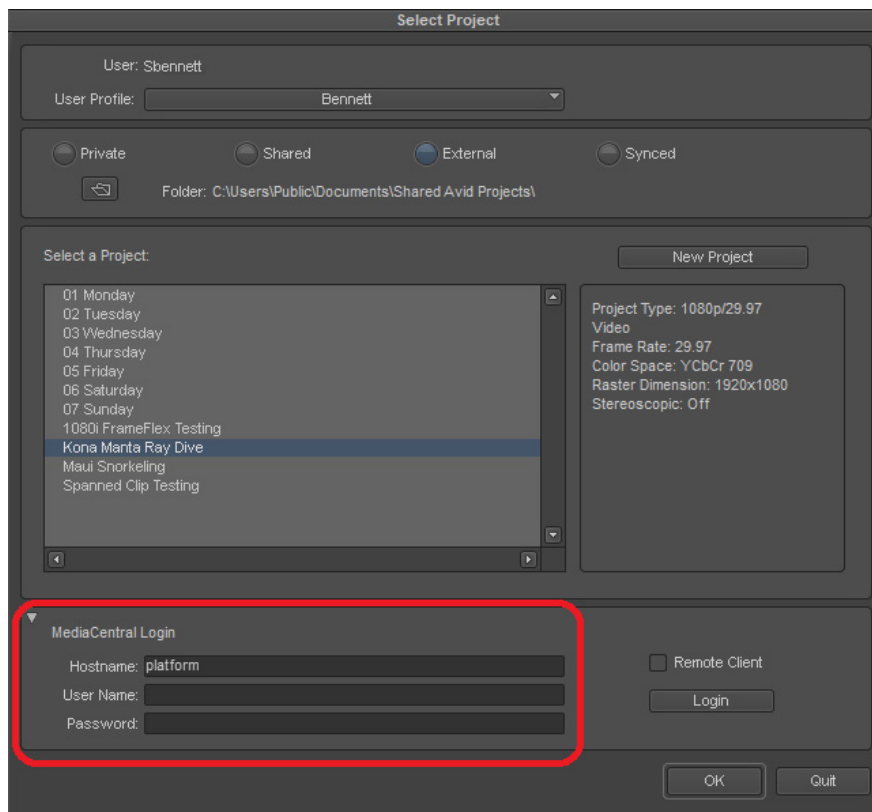 Select Project
User: Sbennett
User Profile: Bennett
Private Shared External Synced
Folder: C:\Users\Public\Documents\Shared Avid Projects\
Select a Project:
New Project
01 Monday
02 Tuesday
03 Wednesday
04 Thursday
05 Friday
06 Saturday
07 Sunday
1080i FrameFlex Testing
Kona Manta Ray Dive
Maui Snorkeling
Spanned Clip Testing
Project Type: 1080p/29.97
Video
Frame Rate: 29.97
Color Space: YCbCr 709
Raster Dimension: 1920x1080
Stereoscopic: Off
MediaCentral Login
Hostname: platform
User Name:
Password:
Remote Client
Login
OK Quit